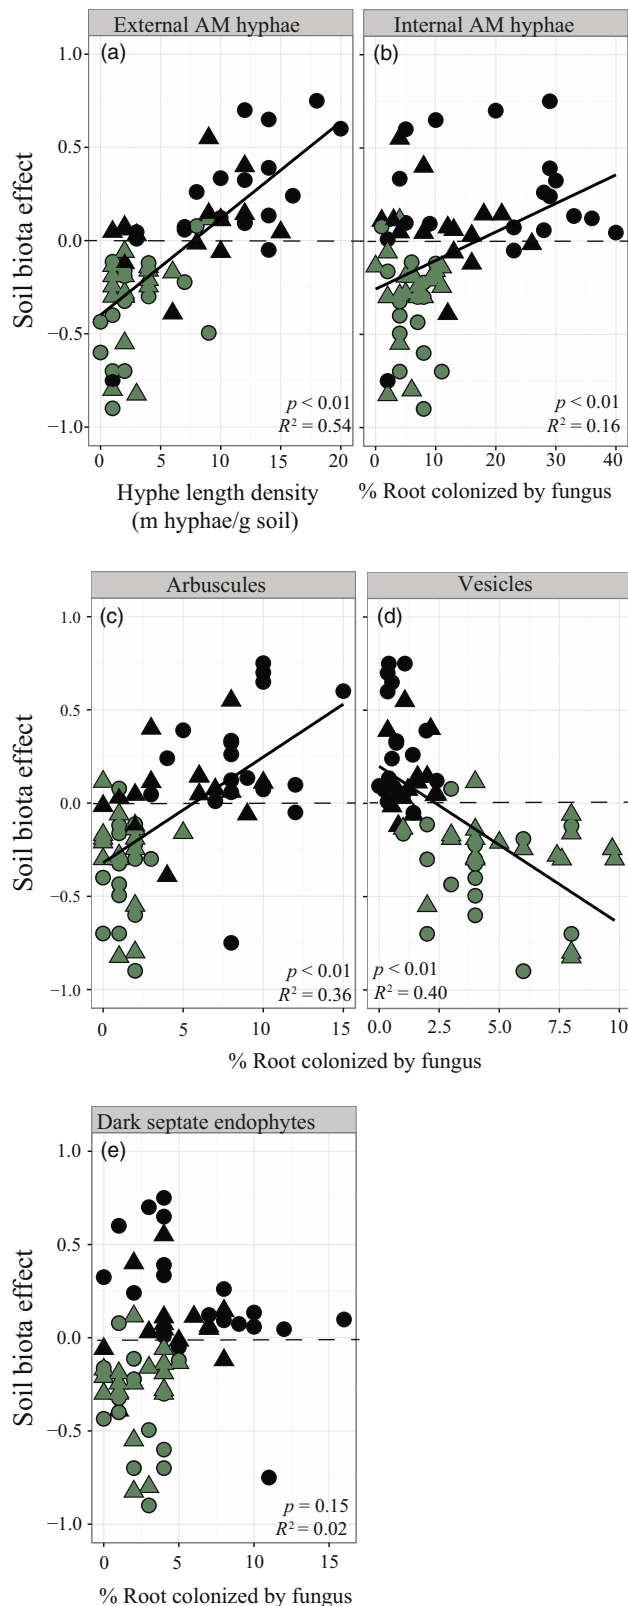 External AM hyphae
Internal AM hyphae
(a)
(b)
Soil biota effect
1.0
0.5
0.0
−0.5
−1.0
p < 0.01
R² = 0.54
p < 0.01
R² = 0.16
0 5 10 15 20
0 10 20 30 40
Hyphe length density
(m hyphae/g soil)
% Root colonized by fungus
Arbuscules
Vesicles
(c)
(d)
Soil biota effect
1.0
0.5
0.0
−0.5
−1.0
p < 0.01
R² = 0.36
p < 0.01
R² = 0.40
0 5 10 15
0.0 2.5 5.0 7.5 10.0
% Root colonized by fungus
Dark septate endophytes
(e)
Soil biota effect
1.0
0.5
0.0
−0.5
−1.0
p = 0.15
R² = 0.02
0 5 10 15
% Root colonized by fungus